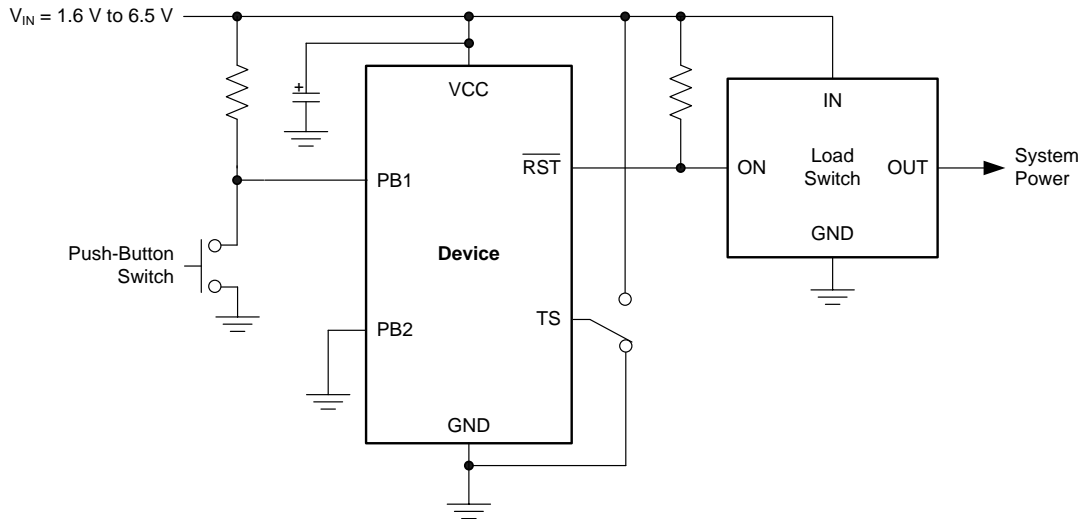 V_IN = 1.6 V to 6.5 V
VCC
IN
RST
PB1
ON
Load
Switch
OUT
System
Power
GND
Push-Button
Switch
Device
TS
PB2
GND